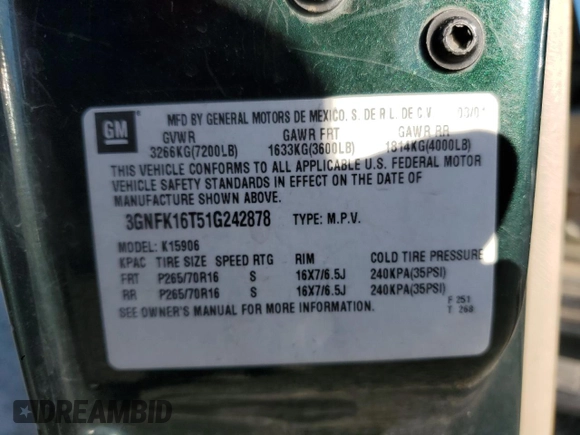 GM
MFD BY GENERAL MOTORS DE MEXICO, S. DE R L. DE C V 03/01
GVWR GAWR FRT GAWR RR
3266KG(7200LB) 1633KG(3600LB) 1814KG(4000LB)
THIS VEHICLE CONFORMS TO ALL APPLICABLE U.S. FEDERAL MOTOR
VEHICLE SAFETY STANDARDS IN EFFECT ON THE DATE OF
MANUFACTURE SHOWN ABOVE.
3GNFK16T51G242878 TYPE: M.P.V.
MODEL: K15906
KPAC TIRE SIZE SPEED RTG RIM COLD TIRE PRESSURE
FRT P265/70R16 S 16X7/6.5J 240KPA(35PSI)
RR P265/70R16 S 16X7/6.5J 240KPA(35PSI)
SEE OWNER'S MANUAL FOR MORE INFORMATION.
F 251
T 260
DREAMBID